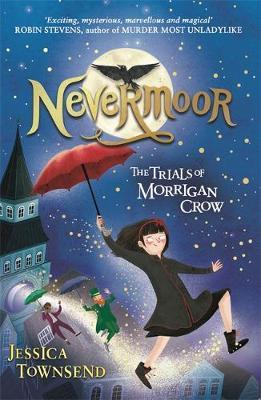 'Exciting, mysterious, marvellous and magical'
ROBIN STEVENS, author of MURDER MOST UNLADYLIKE
NEVERMOOR
THE TRIALS OF
MORRIGAN
CROW
JESSICA
TOWNSEND